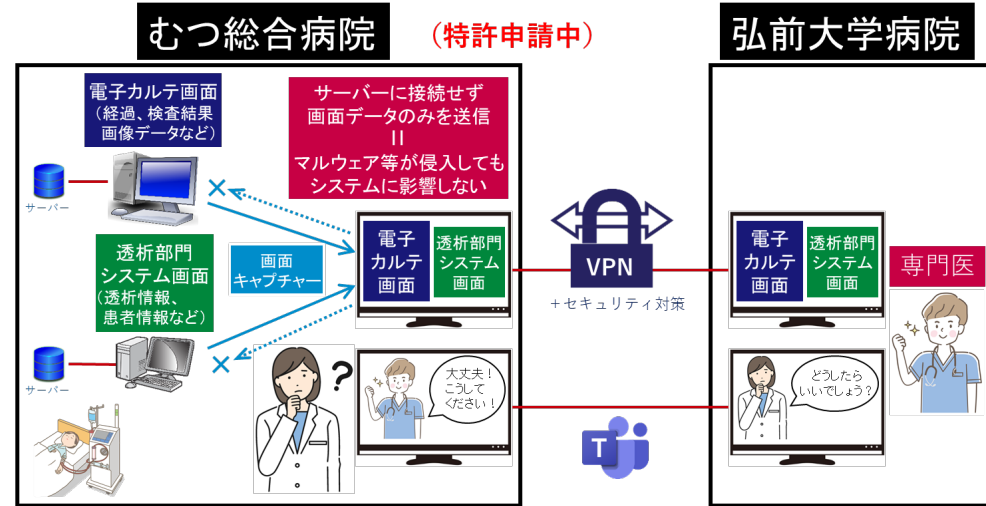 むつ総合病院
（特許申請中）
弘前大学病院
電子カルテ画面
（経過、検査結果
画像データなど）
サーバーに接続せず
画面データのみを送信
||
マルウェア等が侵入しても
システムに影響しない
サーバー
透析部門
システム画面
（透析情報、
患者情報など）
画面
キャプチャー
サーバー
電子
カルテ
画面
透析部門
システム
画面
VPN
＋セキュリティ対策
電子
カルテ
画面
透析部門
システム
画面
専門医
?
大丈夫！
こうして
ください！
T
どうしたら
いいでしょう？